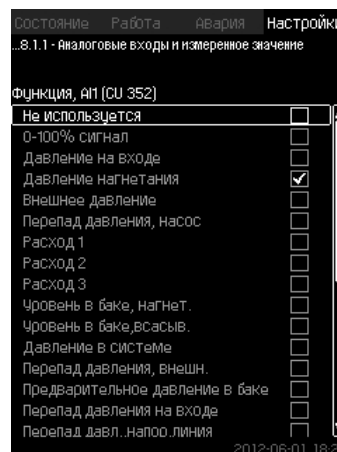 Состояние Работа Авария Настройки
...8.1.1 - Аналоговые входы и измеренное значение
Функция, AI1 (CU 352)
Не используется
0-100% сигнал
Давление на входе
Давление нагнетания
Внешнее давление
Перепад давления, насос
Расход 1
Расход 2
Расход 3
Уровень в баке, нагнет.
Уровень в баке,всасыв.
Давление в системе
Перепад давления, внешн.
Предварительное давление в баке
Перепад давления на входе
Перепад давл.,напор.линия
2012-06-01 18:2